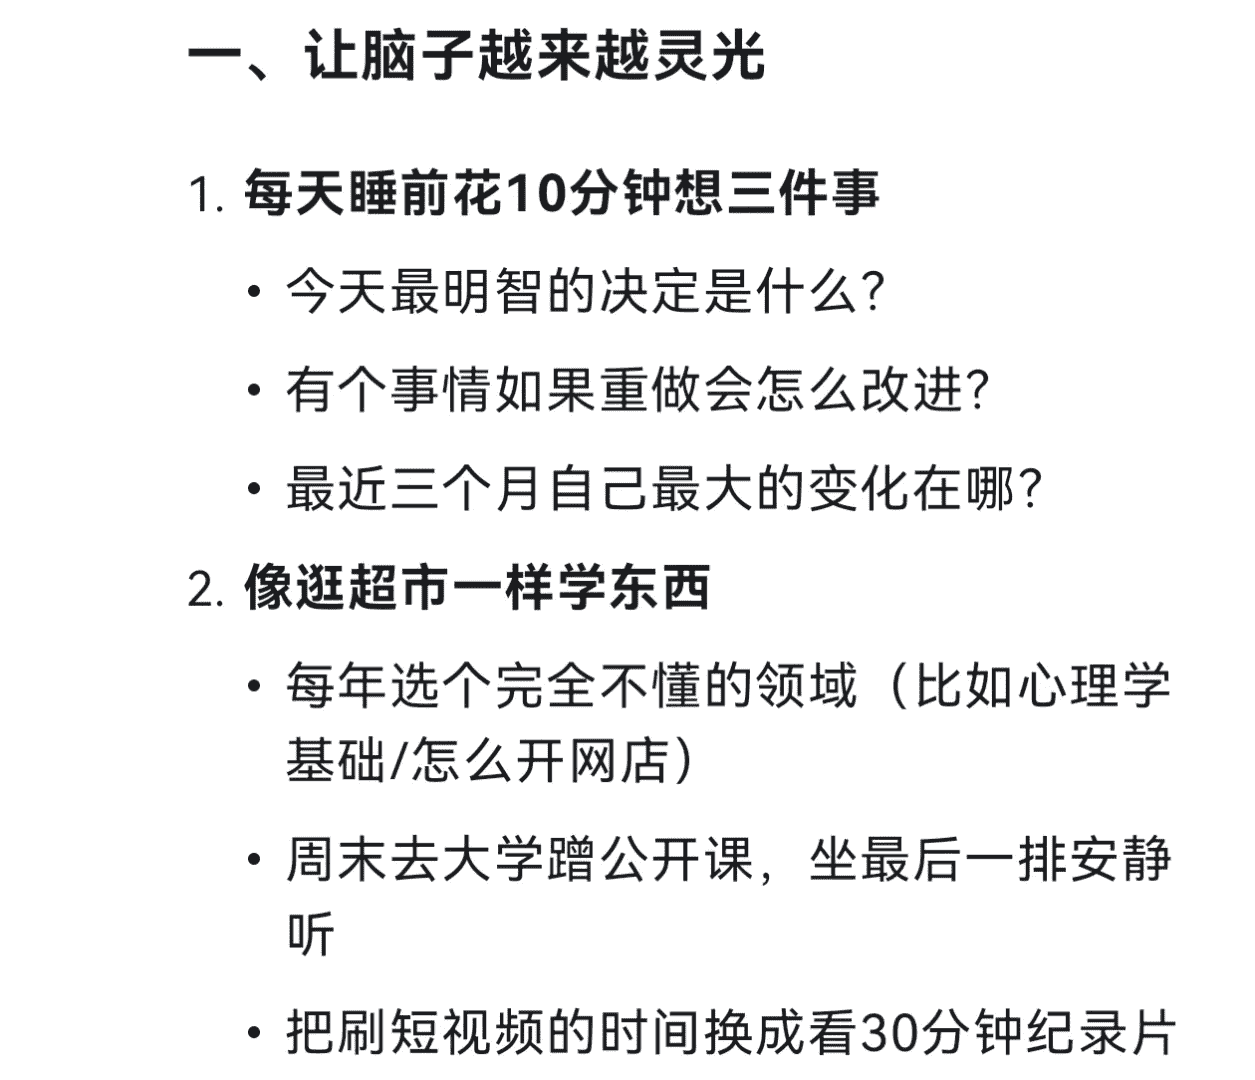 一、让脑子越来越灵光
1. 每天睡前花10分钟想三件事
• 今天最明智的决定是什么？
• 有个事情如果重做会怎么改进？
• 最近三个月自己最大的变化在哪？
2. 像逛超市一样学东西
• 每年选个完全不懂的领域（比如心理学
基础/怎么开网店）
• 周末去大学蹭公开课，坐最后一排安静
听
• 把刷短视频的时间换成看30分钟纪录片